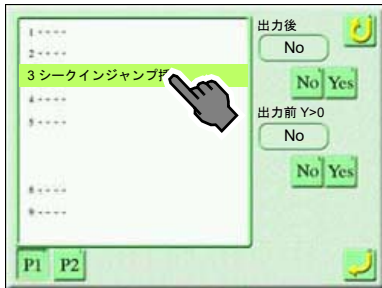 1 ----
2 ----
3 シークインジャンプ
4 ----
5 ----
8 ----
9 ----
P1 P2
出力後
No
No Yes
出力前 Y>0
No
No Yes